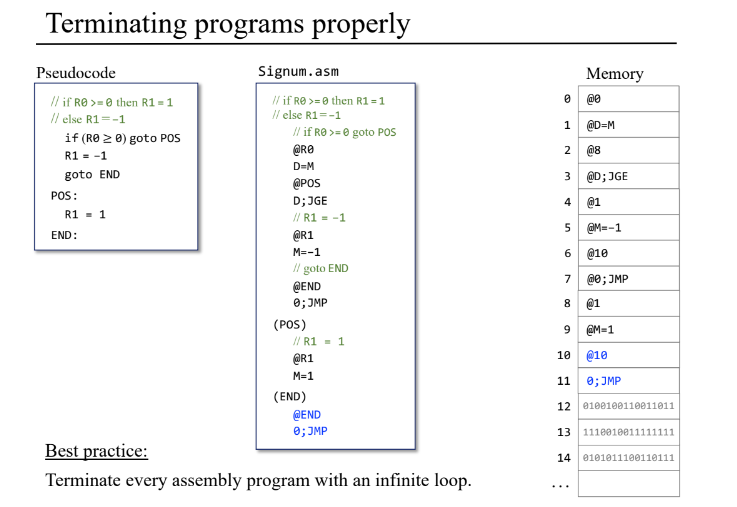 Terminating programs properly
Pseudocode
// if R0 >= 0 then R1 = 1
// else R1 = −1
if (R0 ≥ 0) goto POS
R1 = −1
goto END
POS:
R1 = 1
END:
Signum.asm
// if R0 >= 0 then R1 = 1
// else R1 = −1
// if R0 >= 0 goto POS
@R0
D=M
@POS
D;JGE
// R1 = −1
@R1
M=−1
// goto END
@END
0;JMP
(POS)
// R1 = 1
@R1
M=1
(END)
@END
0;JMP
Memory
0 @0
1 @D=M
2 @8
3 @D;JGE
4 @1
5 @M=−1
6 @10
7 @0;JMP
8 @1
9 @M=1
10 @10
11 0;JMP
12 0100100110011011
13 1110010011111111
14 0101011100110111
...
Best practice:
Terminate every assembly program with an infinite loop.